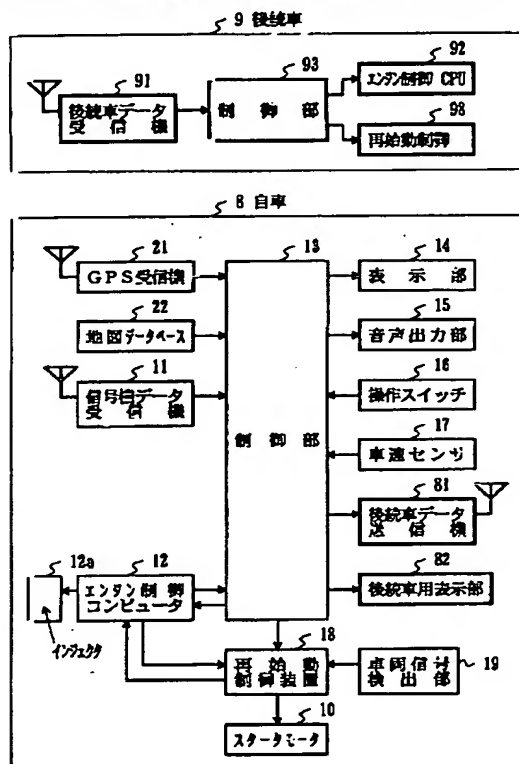 9 後続車
91
後続車データ
受信機
93
制御部
92
エンジン制御 CPU
98
再始動制御
8 自車
21
GPS受信機
22
地図データベース
11
信号機データ
受信機
13
制御部
14
表示部
15
音声出力部
16
操作スイッチ
17
車速センサ
81
後続車データ
送信機
82
後続車用表示部
12a
インジェクタ
12
エンジン制御
コンピュータ
18
再始動
制御装置
車両信号
検出部
19
10
スタータモータ